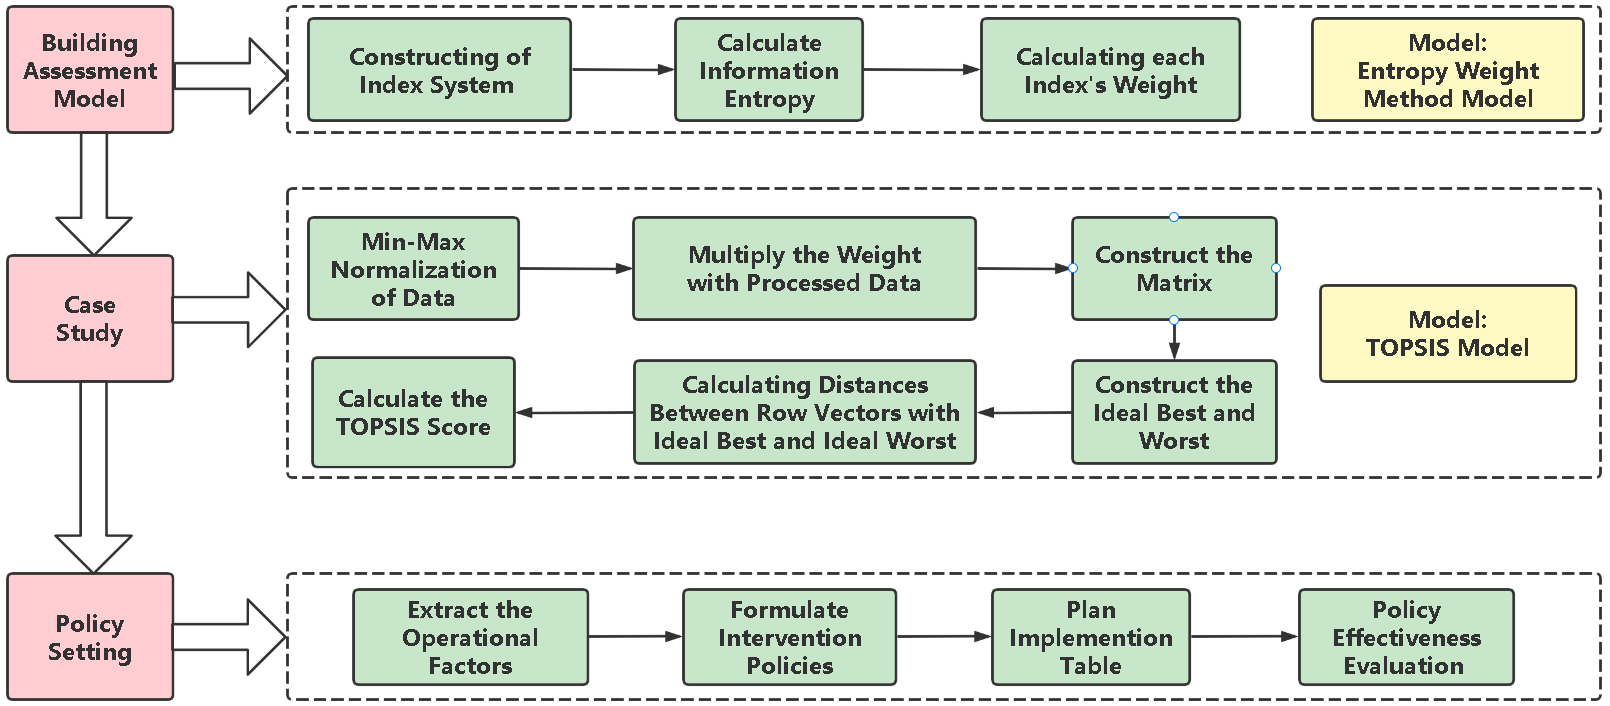 Building
Assessment
Model
Constructing of
Index System
Calculate
Information
Entropy
Calculating each
Index's Weight
Model:
Entropy Weight
Method Model
Case
Study
Min-Max
Normalization
of Data
Multiply the Weight
with Processed Data
Construct the
Matrix
Model:
TOPSIS Model
Calculate the
TOPSIS Score
Calculating Distances
Between Row Vectors with
Ideal Best and Ideal Worst
Construct the
Ideal Best and
Worst
Policy
Setting
Extract the
Operational
Factors
Formulate
Intervention
Policies
Plan
Implemention
Table
Policy
Effectiveness
Evaluation